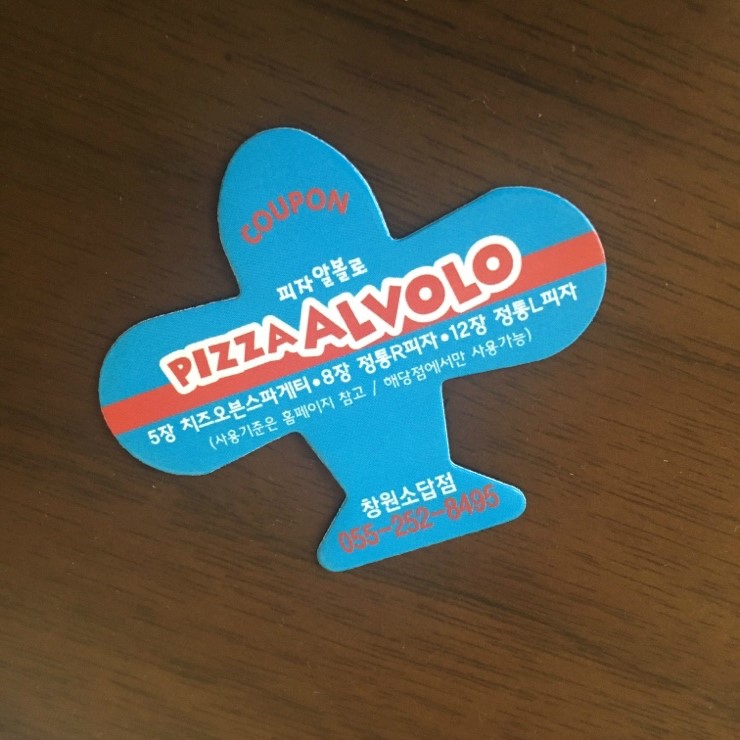 COUPON
피자알볼로
PIZZA ALVOLO
5장 치즈오븐스파게티•8장 정통R피자•12장 정통L피자
(사용기준은 홈페이지 참고 / 해당점에서만 사용가능)
창원소답점
055-252-8495